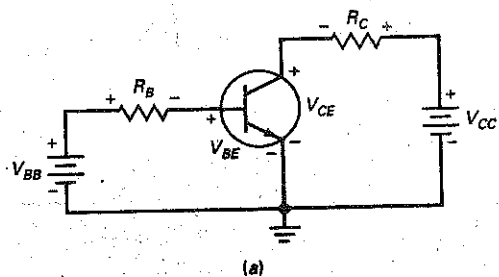 − R_C +
+ R_B −
+
V_CE
+
V_CC
−
+
V_BE
− −
+
V_BB
−
(a)